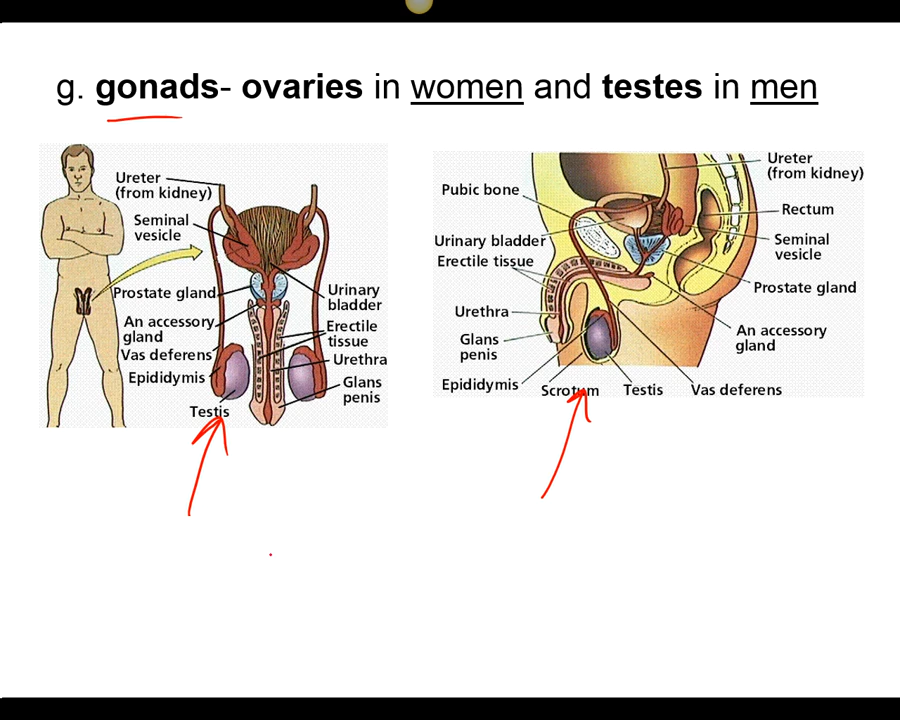 g. gonads- ovaries in women and testes in men
Ureter
(from kidney)
Seminal
vesicle
Prostate gland
An accessory
gland
Vas deferens
Epididymis
Testis
Urinary
bladder
Erectile
tissue
Urethra
Glans
penis
Pubic bone
Urinary bladder
Erectile tissue
Urethra
Glans
penis
Epididymis
Scrotum
Testis
Vas deferens
Ureter
(from kidney)
Rectum
Seminal
vesicle
Prostate gland
An accessory
gland